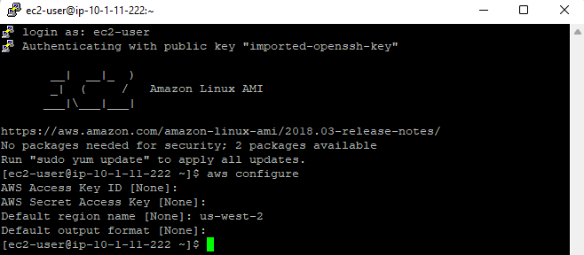 ec2-user@ip-10-1-11-222:~
login as: ec2-user
Authenticating with public key "imported-openssh-key"
__|  __|_  )
_|  (     /   Amazon Linux AMI
___|\___|___|
https://aws.amazon.com/amazon-linux-ami/2018.03-release-notes/
No packages needed for security; 2 packages available
Run "sudo yum update" to apply all updates.
[ec2-user@ip-10-1-11-222 ~]$ aws configure
AWS Access Key ID [None]:
AWS Secret Access Key [None]:
Default region name [None]: us-west-2
Default output format [None]:
[ec2-user@ip-10-1-11-222 ~]$